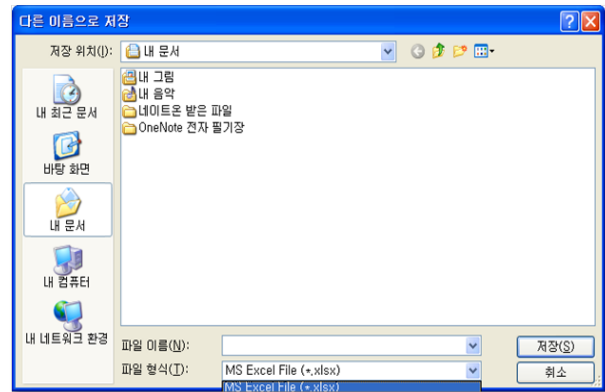 다른 이름으로 저장
저장 위치(I):
내 문서
내 그림
내 음악
네이트온 받은 파일
OneNote 전자 필기장
내 최근 문서
바탕 화면
내 문서
내 컴퓨터
내 네트워크 환경
파일 이름(N):
저장(S)
파일 형식(T):
MS Excel File (*.xlsx)
취소
MS Excel File (*.xlsx)